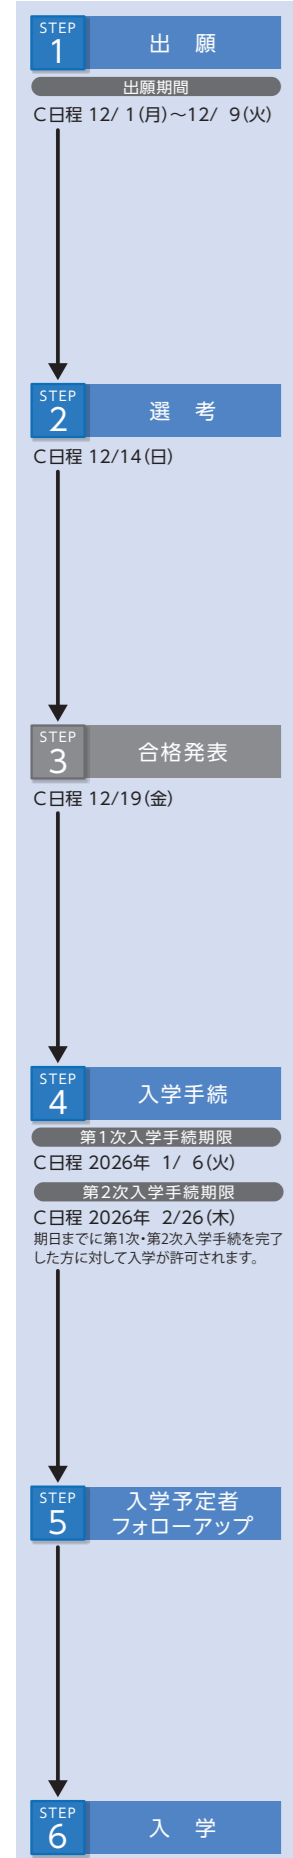 STEP
1
出 願
出願期間
C日程 12/ 1(月)～12/ 9(火)
STEP
2
選 考
C日程 12/14(日)
STEP
3
合格発表
C日程 12/19(金)
STEP
4
入学手続
第1次入学手続期限
C日程 2026年 1/ 6(火)
第2次入学手続期限
C日程 2026年 2/26(木)
期日までに第1次・第2次入学手続を完了
した方に対して入学が許可されます。
STEP
5
入学予定者
フォローアップ
STEP
6
入 学